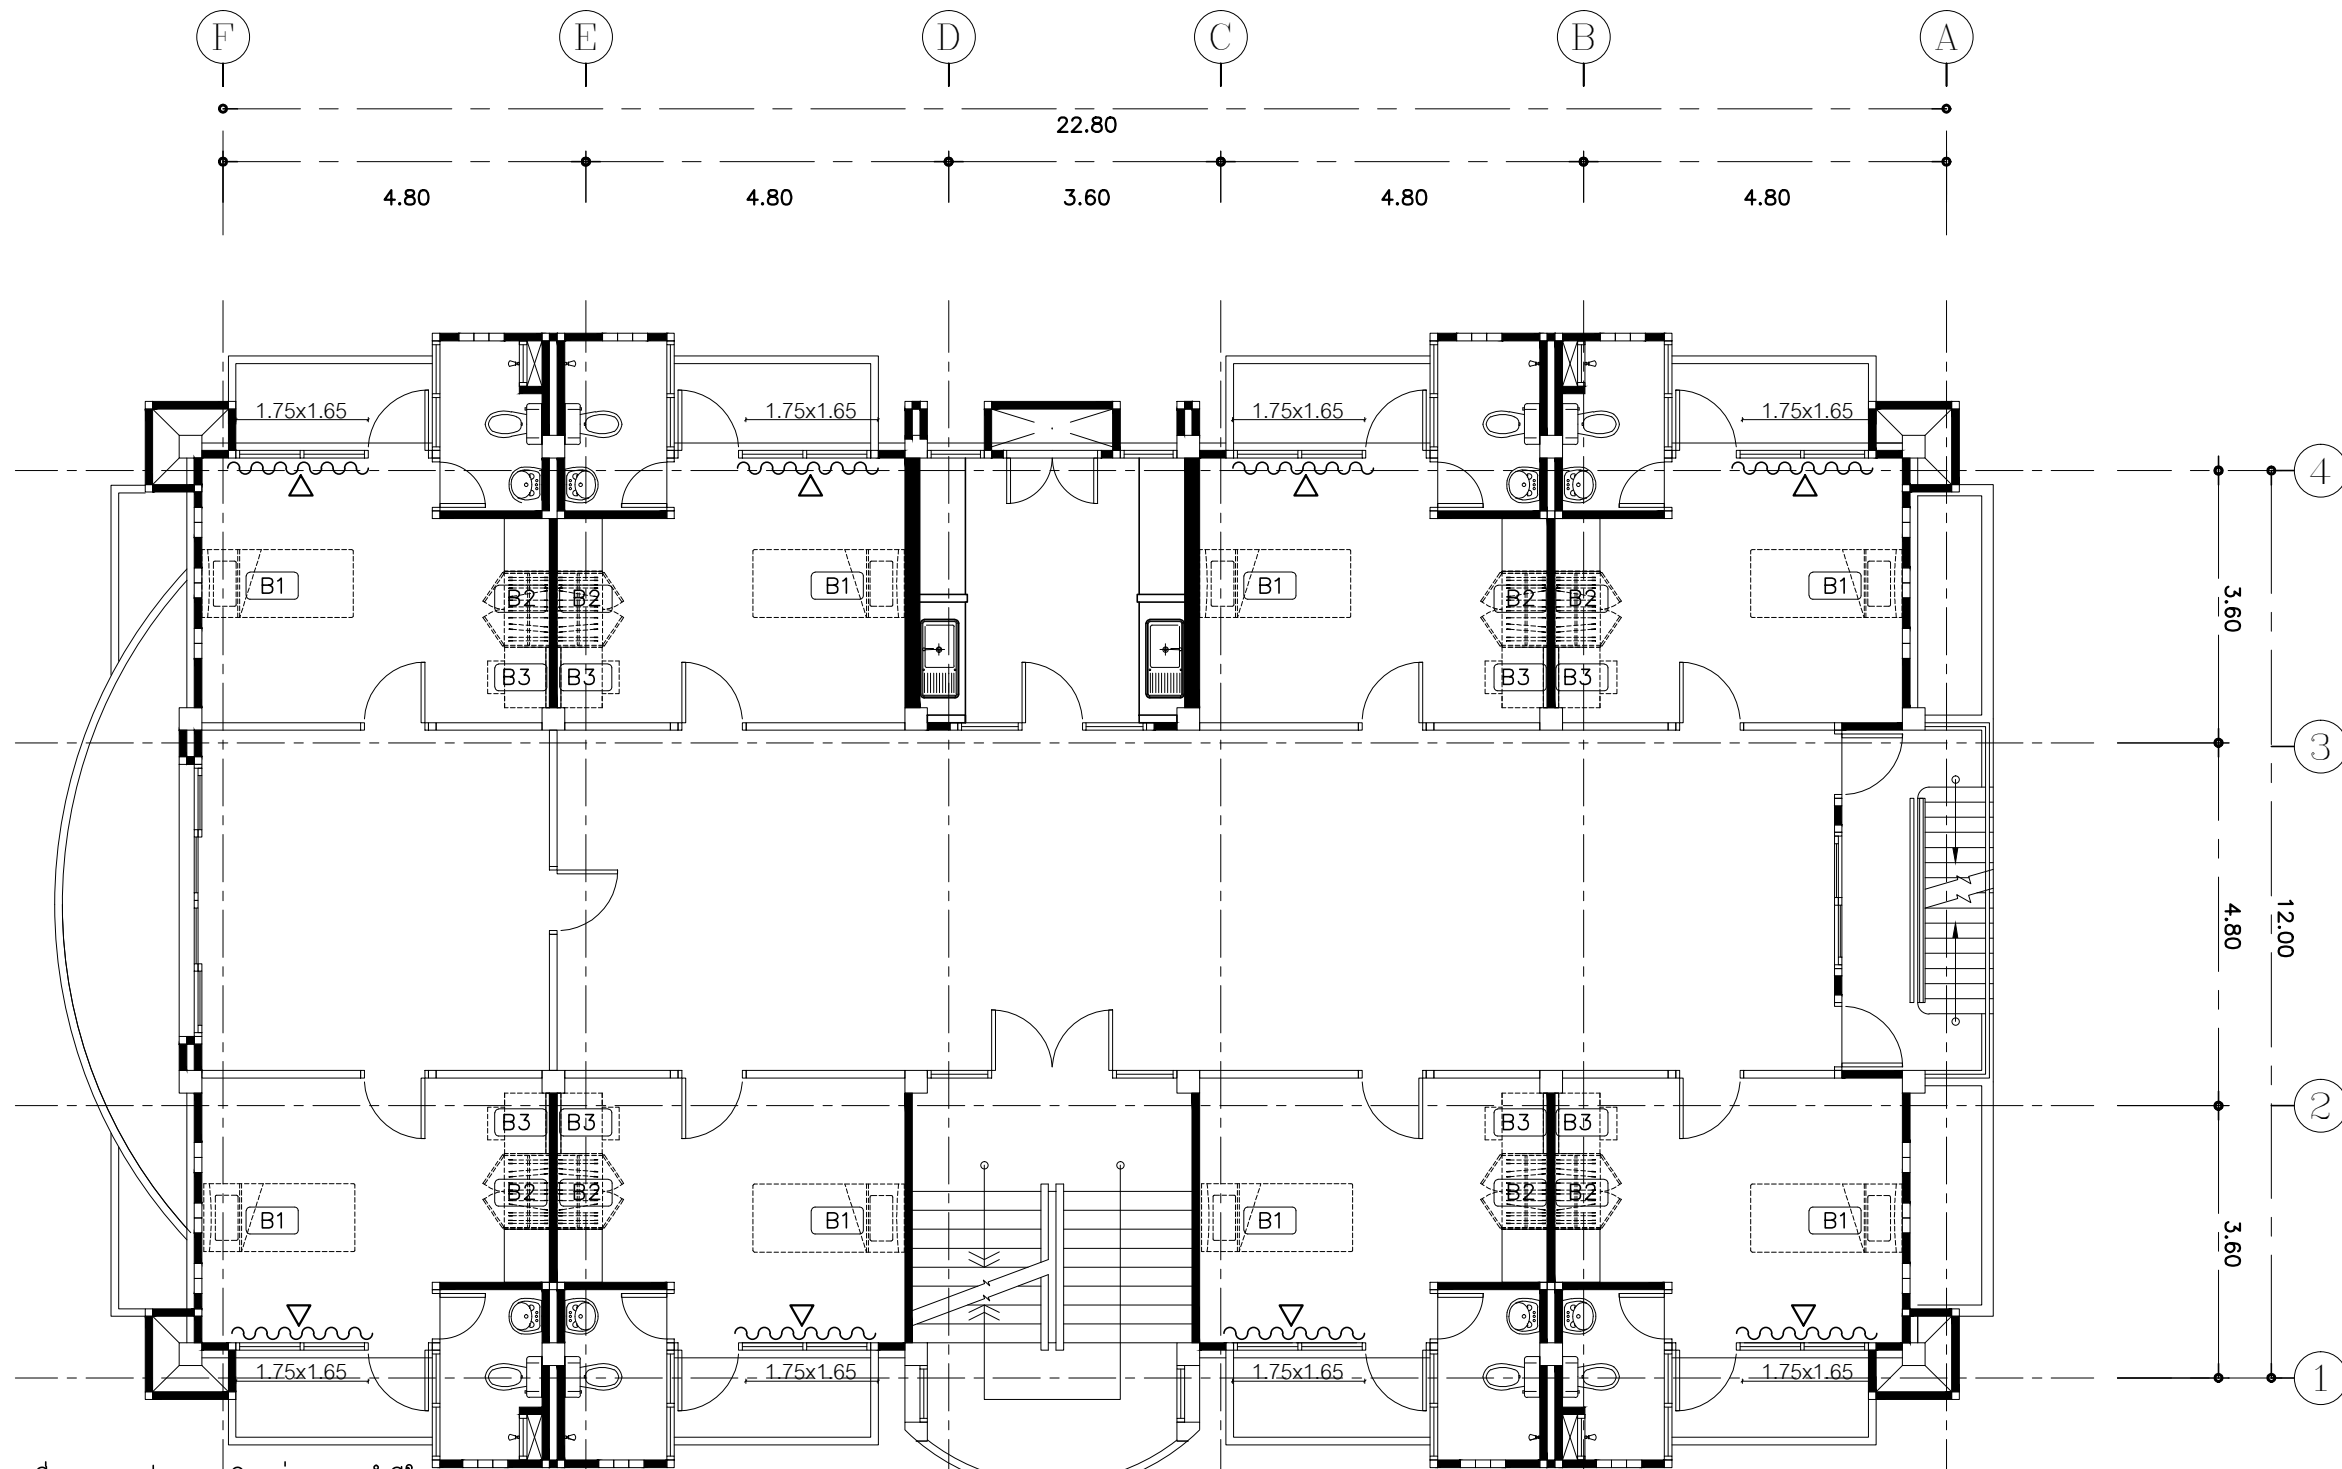 F E D C B A
22.80
4.80 4.80 3.60 4.80 4.80
1.75x1.65 1.75x1.65 1.75x1.65 1.75x1.65
4
B1 B2 B2 B1 B1 B2 B2 B1
3.60
B3 B3 B3 B3
3
4.80
12.00
2
B3 B3 B3 B3
B2 B2 B2 B2
B1 B1 B1 B1
3.60
1.75x1.65 1.75x1.65 1.75x1.65 1.75x1.65
1